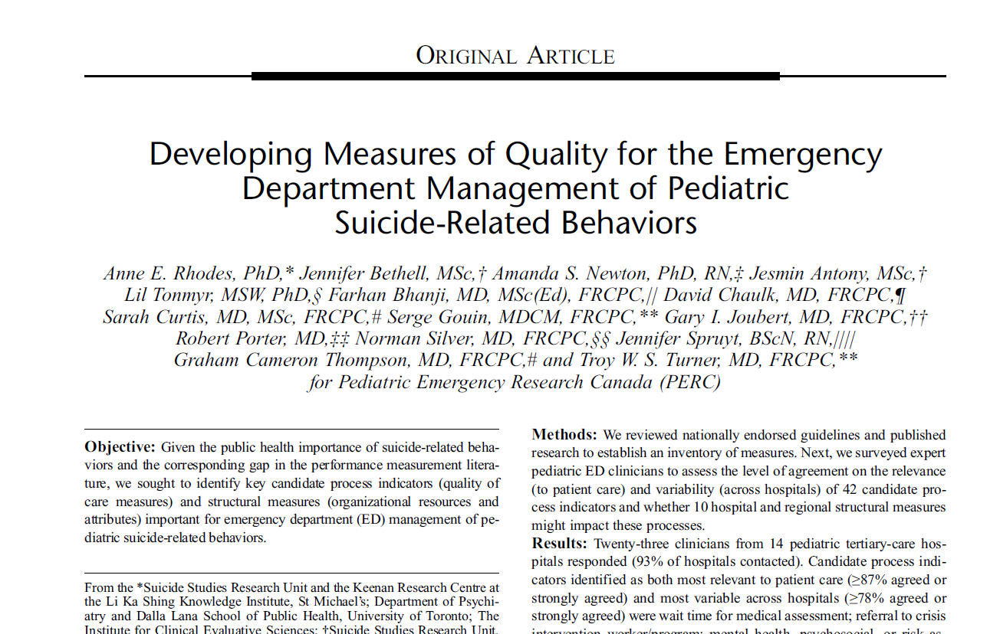 ORIGINAL ARTICLE
Developing Measures of Quality for the Emergency
Department Management of Pediatric
Suicide-Related Behaviors
Anne E. Rhodes, PhD,* Jennifer Bethell, MSc,† Amanda S. Newton, PhD, RN,‡ Jesmin Antony, MSc,†
Lil Tonmyr, MSW, PhD,§ Farhan Bhanji, MD, MSc(Ed), FRCPC,|| David Chaulk, MD, FRCPC,¶
Sarah Curtis, MD, MSc, FRCPC,# Serge Gouin, MDCM, FRCPC,** Gary I. Joubert, MD, FRCPC,††
Robert Porter, MD,‡‡ Norman Silver, MD, FRCPC,§§ Jennifer Spruyt, BScN, RN,||||
Graham Cameron Thompson, MD, FRCPC,# and Troy W. S. Turner, MD, FRCPC,**
for Pediatric Emergency Research Canada (PERC)
Objective: Given the public health importance of suicide-related beha-
viors and the corresponding gap in the performance measurement litera-
ture, we sought to identify key candidate process indicators (quality of
care measures) and structural measures (organizational resources and
attributes) important for emergency department (ED) management of pe-
diatric suicide-related behaviors.
From the *Suicide Studies Research Unit and the Keenan Research Centre at
the Li Ka Shing Knowledge Institute, St Michael's; Department of Psychi-
atry and Dalla Lana School of Public Health, University of Toronto; The
Institute for Clinical Evaluative Sciences; †Suicide Studies Research Unit,
Methods: We reviewed nationally endorsed guidelines and published
research to establish an inventory of measures. Next, we surveyed expert
pediatric ED clinicians to assess the level of agreement on the relevance
(to patient care) and variability (across hospitals) of 42 candidate pro-
cess indicators and whether 10 hospital and regional structural measures
might impact these processes.
Results: Twenty-three clinicians from 14 pediatric tertiary-care hos-
pitals responded (93% of hospitals contacted). Candidate process indi-
cators identified as both most relevant to patient care (≥87% agreed or
strongly agreed) and most variable across hospitals (≥78% agreed or
strongly agreed) were wait time for medical assessment; referral to crisis
intervention worker/program; mental health, psychosocial, or risk as-